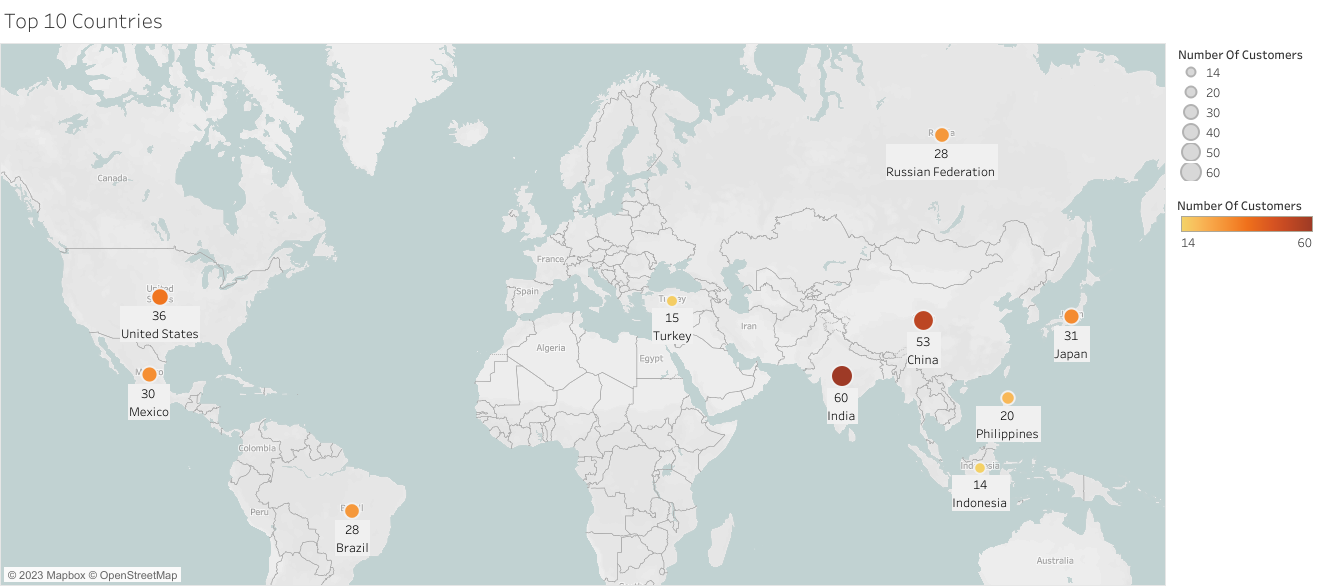 Top 10 Countries
Number Of Customers
14
20
30
40
50
60
Number Of Customers
14 60
28
Russian Federation
Canada
France
Spain
United
36
United States
15
Turkey
Iran
53
China
31
Japan
Algeria
Egypt
30
Mexico
60
India
20
Philippines
Colombia
14
Indonesia
Peru
28
Brazil
Australia
© 2023 Mapbox © OpenStreetMap